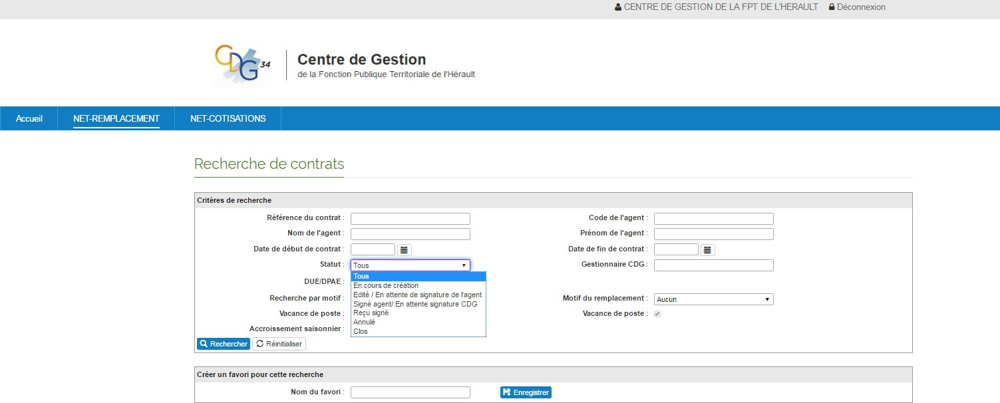 CENTRE DE GESTION DE LA FPT DE L'HERAULT Déconnexion
CDG 34
Centre de Gestion
de la Fonction Publique Territoriale de l'Hérault
Accueil NET-REMPLACEMENT NET-COTISATIONS
Recherche de contrats
Critères de recherche
Référence du contrat : Code de l'agent :
Nom de l'agent : Prénom de l'agent :
Date de début de contrat : Date de fin de contrat :
Statut : Tous Gestionnaire CDG :
Tous
DUE/DPAE : En cours de création
Edité / En attente de signature de l'agent
Recherche par motif : Signé agent/ En attente signature CDG Motif du remplacement : Aucun
Vacance de poste : Reçu signé Vacance de poste :
Annulé
Accroissement saisonnier : Clos
Rechercher Réinitialiser
Créer un favori pour cette recherche
Nom du favori : Enregistrer